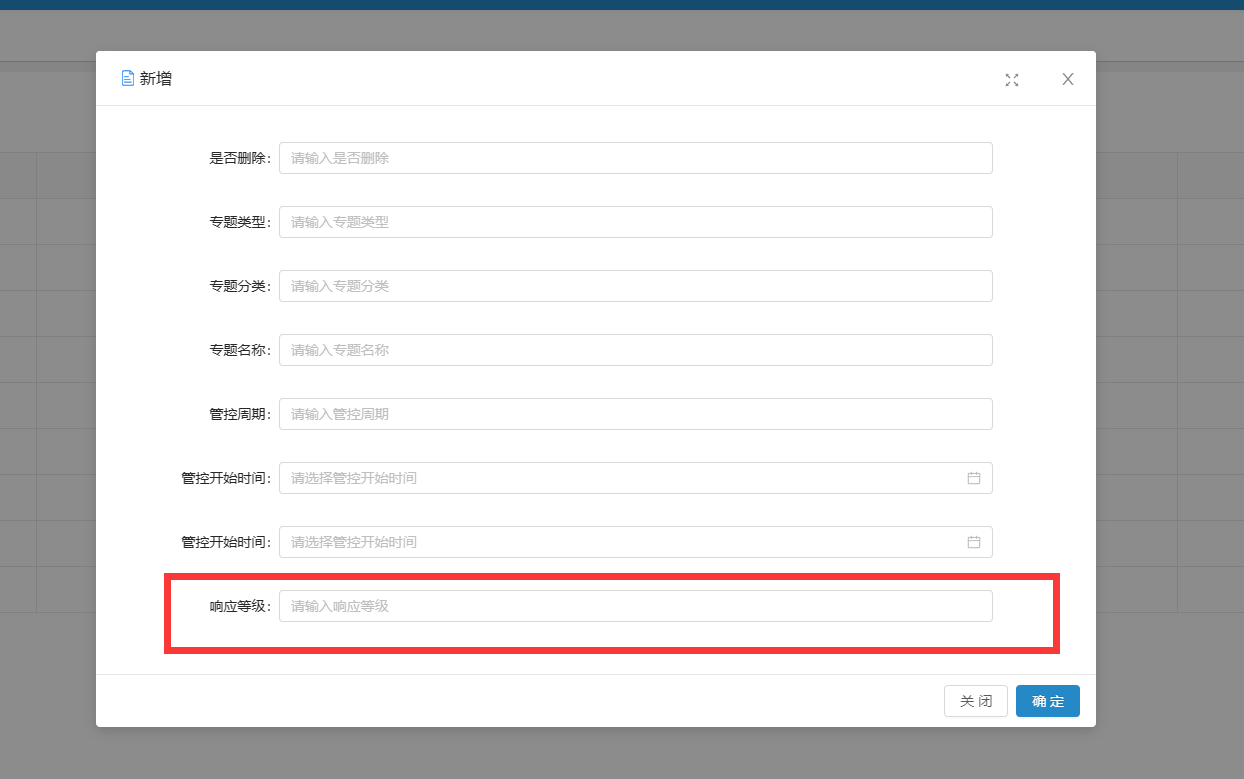 新增
是否删除: 请输入是否删除
专题类型: 请输入专题类型
专题分类: 请输入专题分类
专题名称: 请输入专题名称
管控周期: 请输入管控周期
管控开始时间: 请选择管控开始时间
管控开始时间: 请选择管控开始时间
响应等级: 请输入响应等级
关 闭 确 定